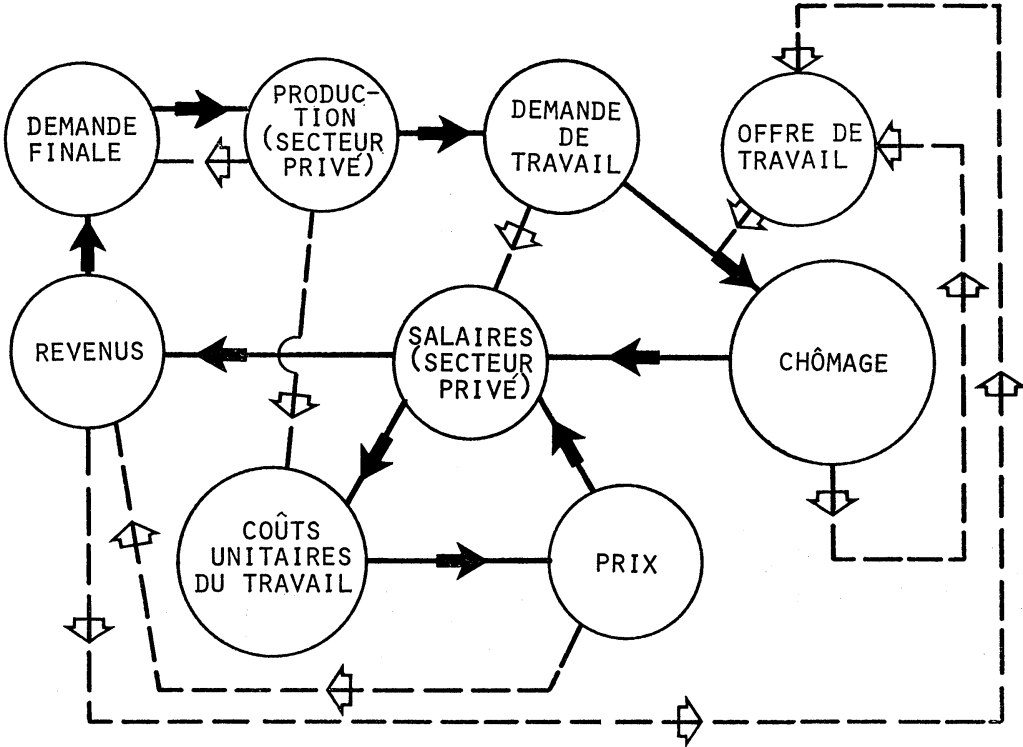 DEMANDE
FINALE
PRODUC-
TION
(SECTEUR
PRIVÉ)
DEMANDE
DE
TRAVAIL
OFFRE DE
TRAVAIL
REVENUS
SALAIRES
(SECTEUR
PRIVÉ)
CHÔMAGE
COÛTS
UNITAIRES
DU TRAVAIL
PRIX